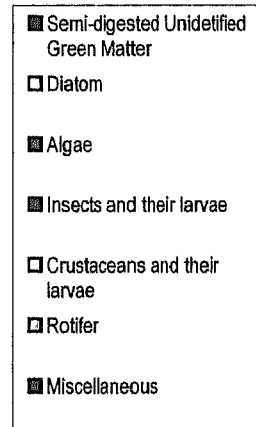 Semi-digested Unidetified
Green Matter
Diatom
Algae
Insects and their larvae
Crustaceans and their
larvae
Rotifer
Miscellaneous